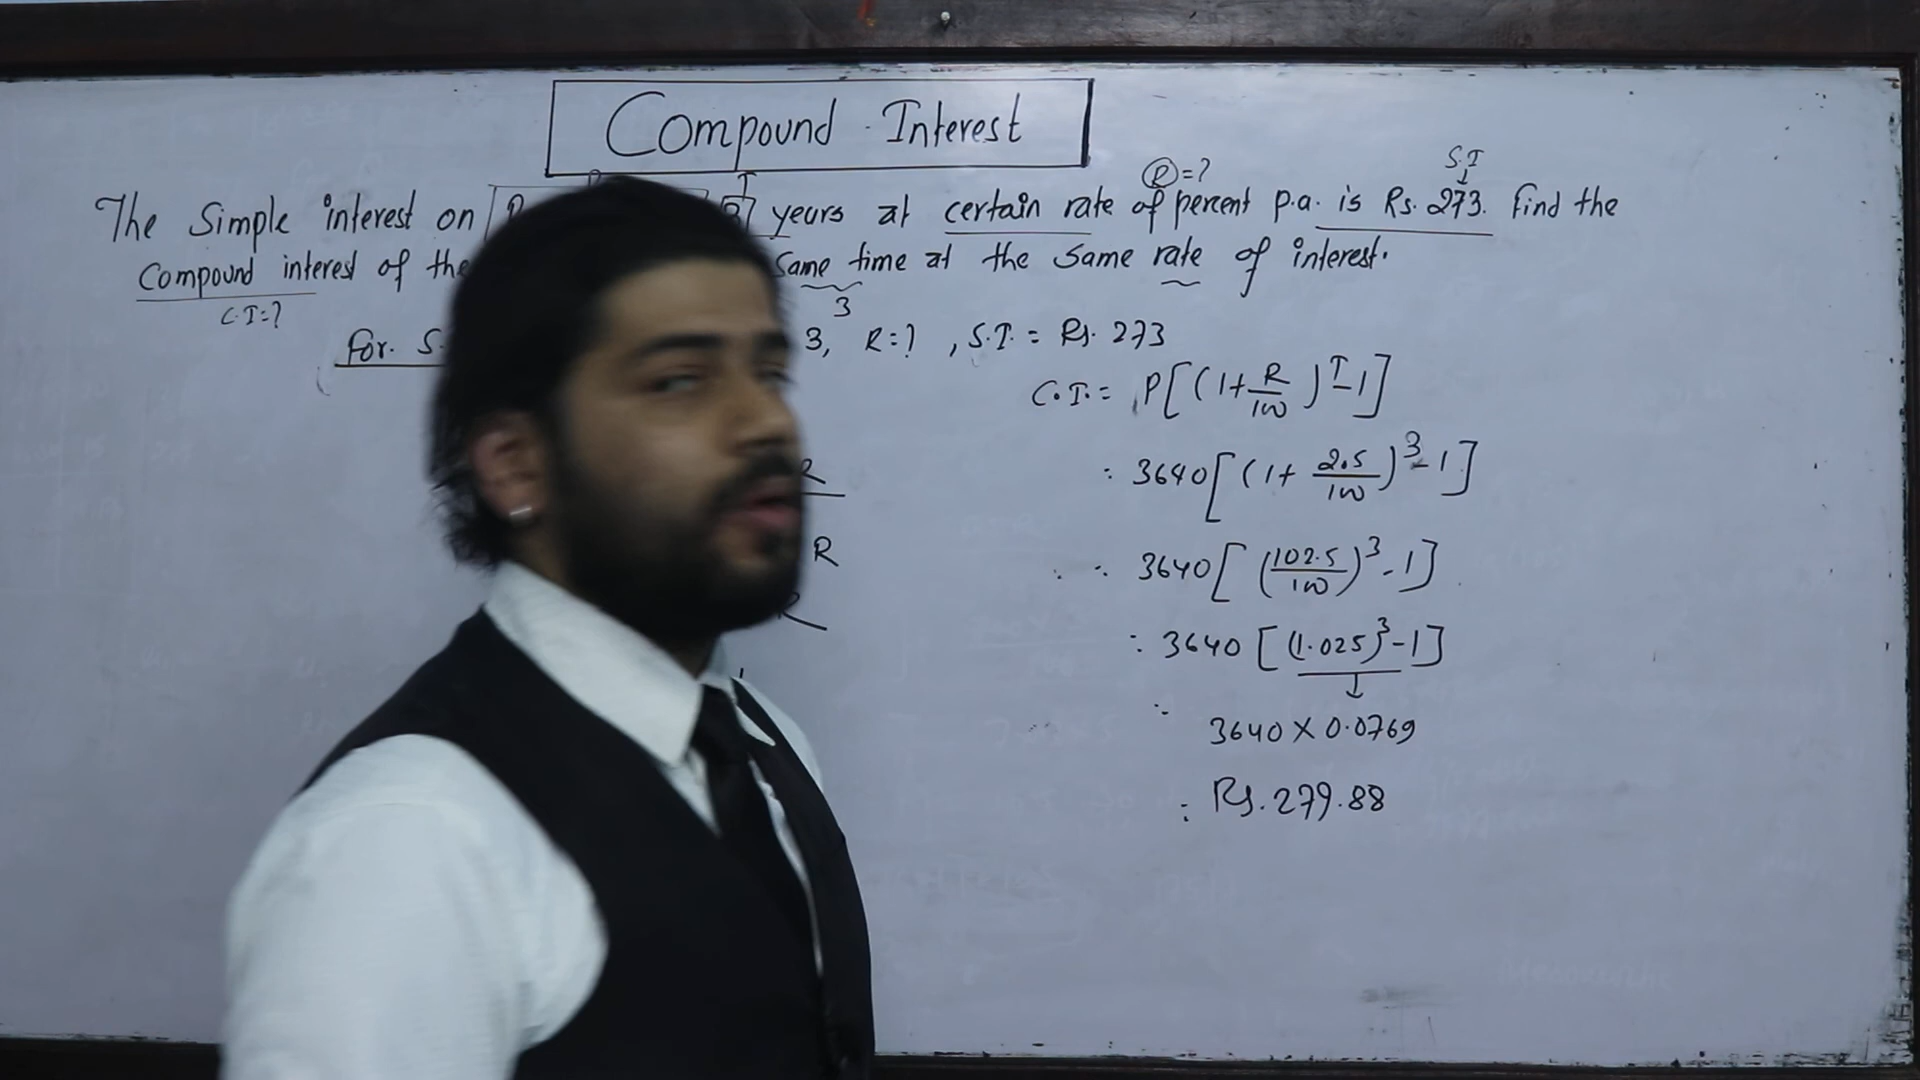 Compound Interest
R=? S.I
The Simple interest on years at certain rate of percent p.a. is Rs. 273. Find the
Compound interest of the same time at the same rate of interest.
C.I=? 3
For. S. 3, R=?, S.I. = Rs. 273
C.I. = P[(1+R/100)^T-1]
R
= 3640[(1+2.5/100)^3-1]
R
= 3640[(102.5/100)^3-1]
= 3640[(1.025)^3-1]
= 3640×0.0769
= Rs.279.88